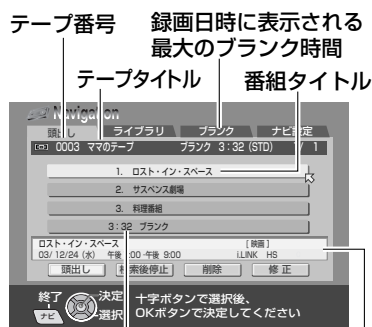 テープ番号
録画日時に表示される
最大のブランク時間
テープタイトル
番組タイトル
Navigation
頭出し ライブラリ ブランク ナビ設定
0003 ママのテープ ブランク 3:32 (STD) / 1
1. ロスト・イン・スペース
2. サスペンス劇場
3. 料理番組
3:32 ブランク
ロスト・イン・スペース [映画]
03/12/24 (水) 午後 :00-午後 9:00 i.LINK HS
頭出し 検索後停止 削除 修正
終了 決定 十字ボタンで選択後、
ナビ 選択 OKボタンで決定してください